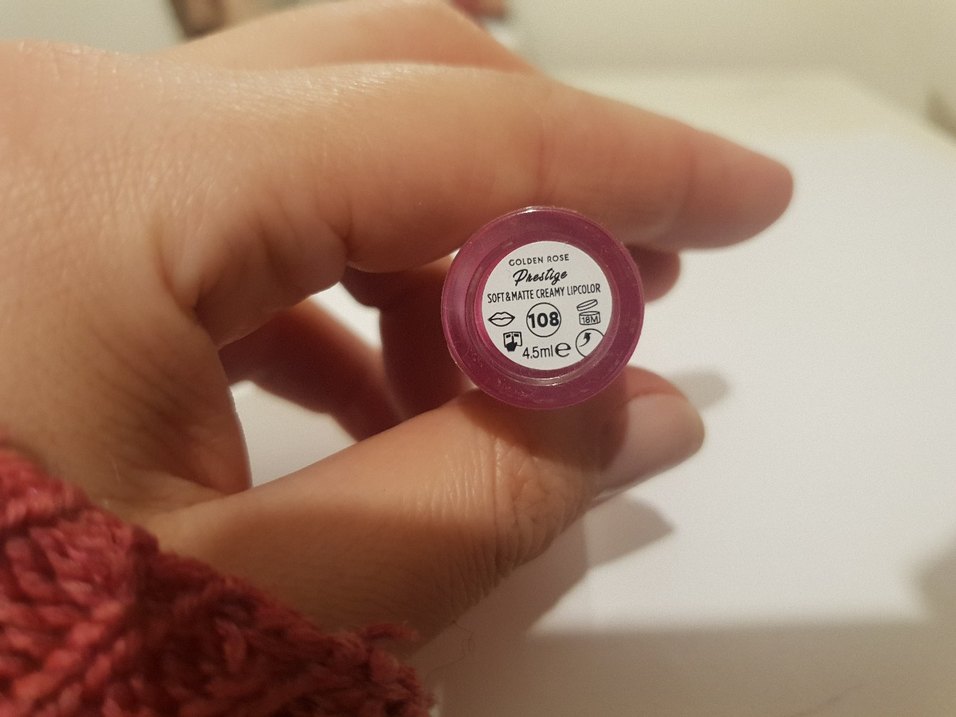 GOLDEN ROSE
Prestige
SOFT & MATTE CREAMY LIPCOLOR
108
18M
4.5ml e